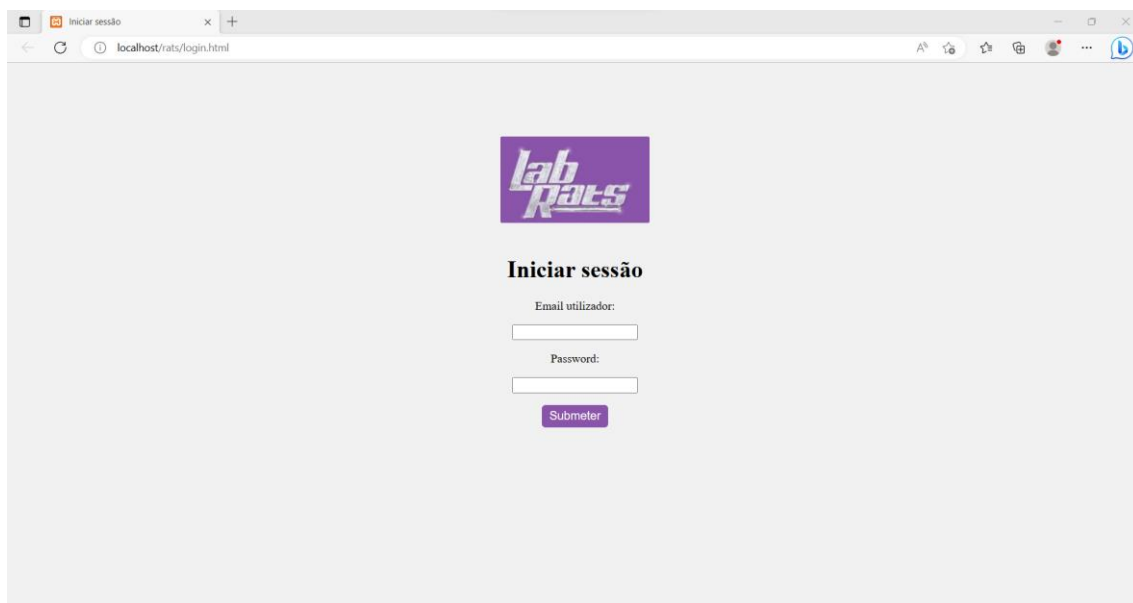 Iniciar sessão
localhost/rats/login.html
Lab
Rats
Iniciar sessão
Email utilizador:
Password:
Submeter